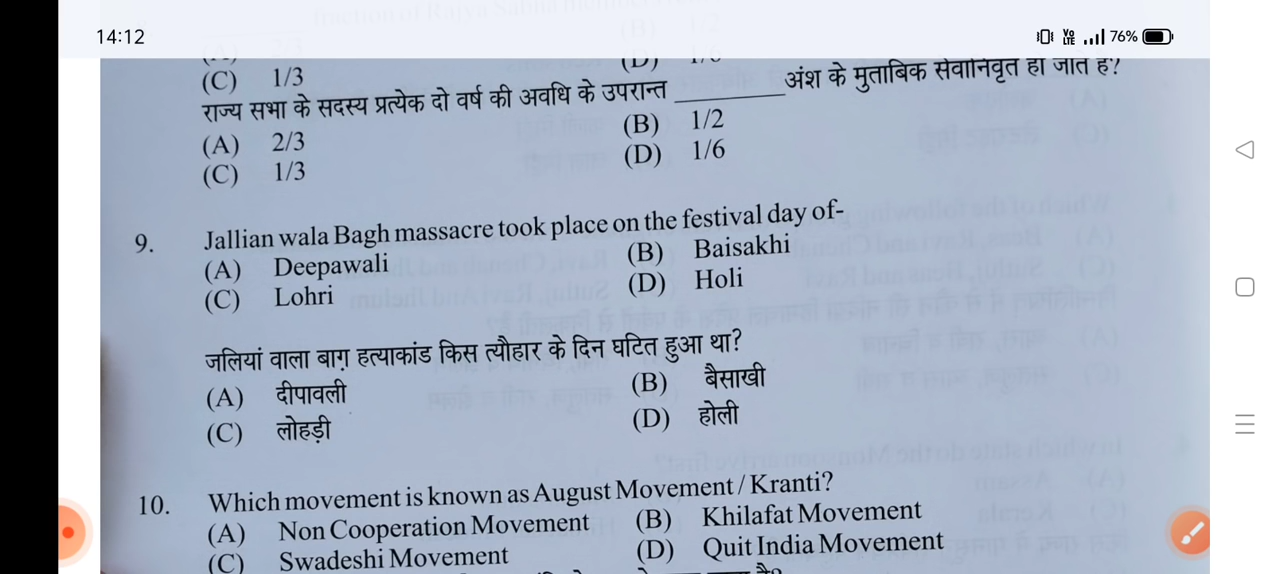 14:12
Vo LTE 76%
(C) 1/3
राज्य सभा के सदस्य प्रत्येक दो वर्ष की अवधि के उपरान्त ________ अंश के मुताबिक सेवानिवृत हो जाते है?
(A) 2/3 (B) 1/2
(C) 1/3 (D) 1/6
9. Jallian wala Bagh massacre took place on the festival day of-
(A) Deepawali (B) Baisakhi
(C) Lohri (D) Holi
जलियां वाला बाग़ हत्याकांड किस त्यौहार के दिन घटित हुआ था?
(A) दीपावली (B) बैसाखी
(C) लोहड़ी (D) होली
10. Which movement is known as August Movement / Kranti?
(A) Non Cooperation Movement (B) Khilafat Movement
(C) Swadeshi Movement (D) Quit India Movement